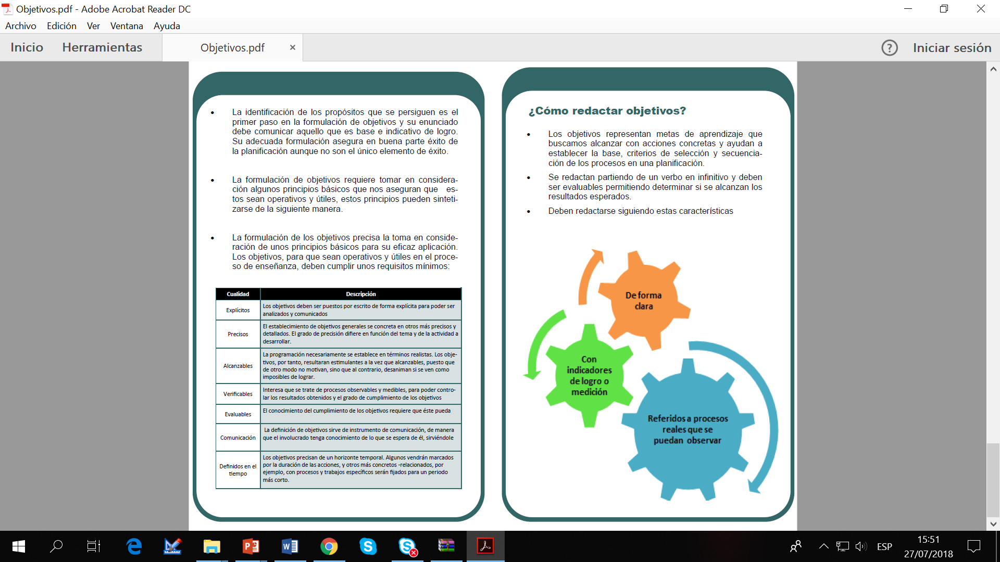 Objetivos.pdf - Adobe Acrobat Reader DC
Archivo Edición Ver Ventana Ayuda
Inicio Herramientas Objetivos.pdf × ? Iniciar sesión
• La identificación de los propósitos que se persiguen es el
primer paso en la formulación de objetivos y su enunciado
debe comunicar aquello que es base e indicativo de logro.
Su adecuada formulación asegura en buena parte éxito de
la planificación aunque no son el único elemento de éxito.
• La formulación de objetivos requiere tomar en considera-
ción algunos principios básicos que nos aseguran que es-
tos sean operativos y útiles, estos principios pueden sinteti-
zarse de la siguiente manera.
• La formulación de los objetivos precisa la toma en conside-
ración de unos principios básicos para su eficaz aplicación.
Los objetivos, para que sean operativos y útiles en el proce-
so de enseñanza, deben cumplir unos requisitos mínimos:
Cualidad Descripción
Explícitos
Los objetivos deben ser puestos por escrito de forma explícita para poder ser
analizados y comunicados
Precisos
El establecimiento de objetivos generales se concreta en otros más precisos y
detallados. El grado de precisión difiere en función del tema y de la actividad a
desarrollar.
Alcanzables
La programación necesariamente se establece en términos realistas. Los obje-
tivos, por tanto, resultaran estimulantes a la vez que alcanzables, puesto que
de otro modo no motivan, sino que al contrario, desaniman si se ven como
imposibles de lograr.
Verificables
Interesa que se trate de procesos observables y medibles, para poder contro-
lar los resultados obtenidos y el grado de cumplimiento de los objetivos
Evaluables
El conocimiento del cumplimiento de los objetivos requiere que éste pueda
Comunicación
La definición de objetivos sirve de instrumento de comunicación, de manera
que el involucrado tenga conocimiento de lo que se espera de él, sirviéndole
Definidos en el
tiempo
Los objetivos precisan de un horizonte temporal. Algunos vendrán marcados
por la duración de las acciones, y otros más concretos -relacionados, por
ejemplo, con procesos y trabajos específicos serán fijados para un periodo
más corto.
¿Cómo redactar objetivos?
• Los objetivos representan metas de aprendizaje que
buscamos alcanzar con acciones concretas y ayudan a
establecer la base, criterios de selección y secuencia-
ción de los procesos en una planificación.
• Se redactan partiendo de un verbo en infinitivo y deben
ser evaluables permitiendo determinar si se alcanzan los
resultados esperados.
• Deben redactarse siguiendo estas características
De forma
clara
Con
indicadores
de logro o
medición
Referidos a procesos
reales que se
puedan observar
ESP
15:51
27/07/2018